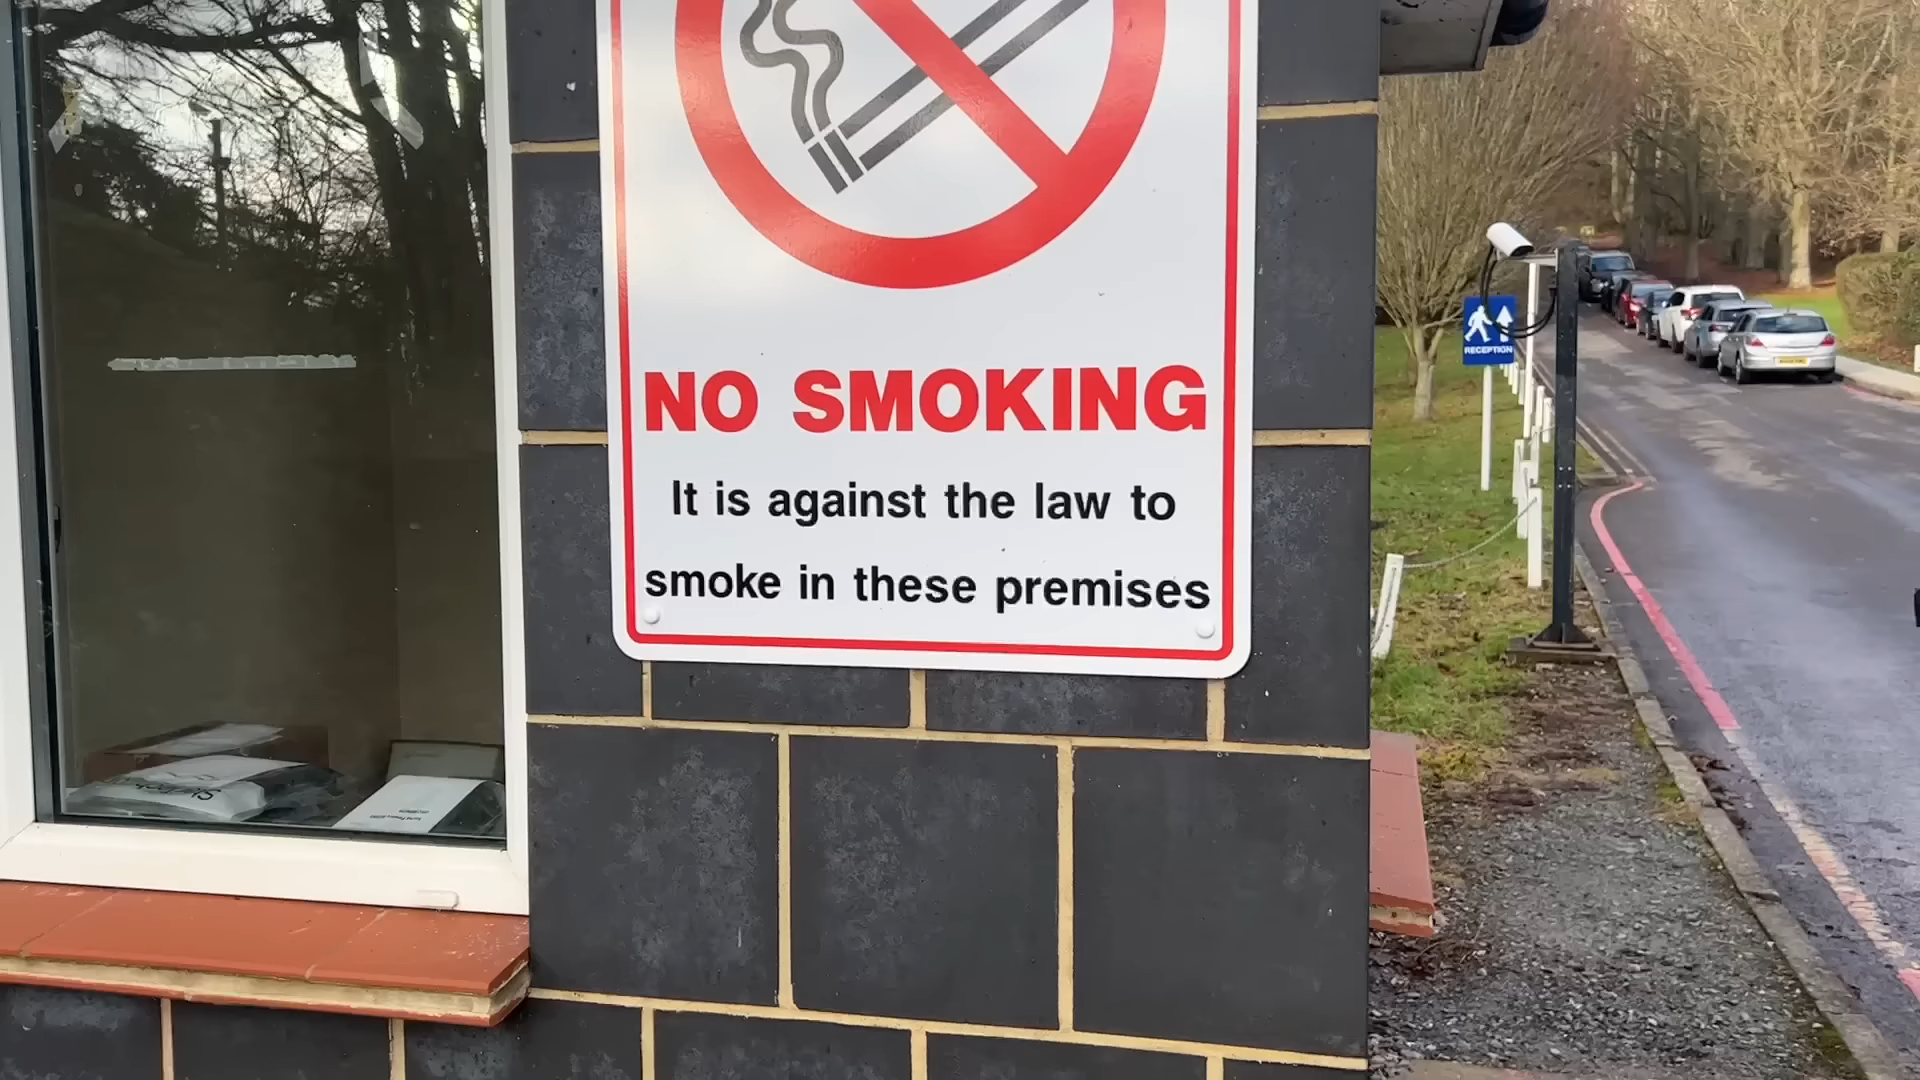 NO SMOKING
It is against the law to
smoke in these premises
RECEPTION